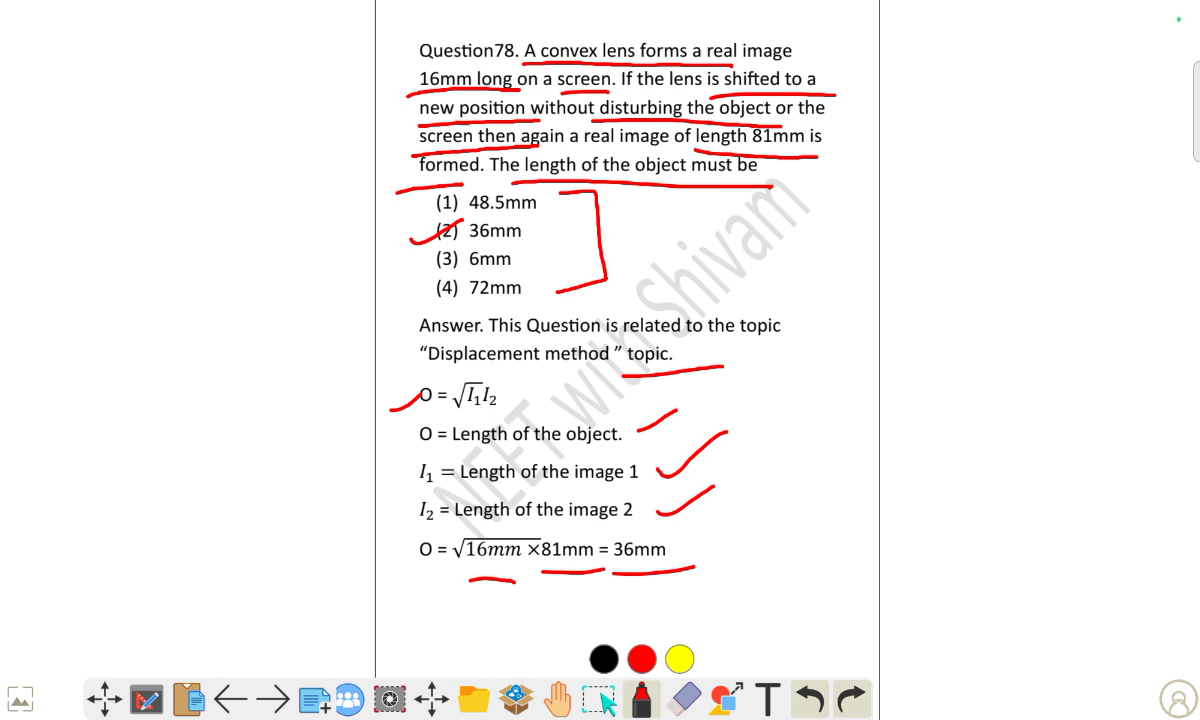 Question78. A convex lens forms a real image
16mm long on a screen. If the lens is shifted to a
new position without disturbing the object or the
screen then again a real image of length 81mm is
formed. The length of the object must be
(1) 48.5mm
(2) 36mm
(3) 6mm
(4) 72mm
Answer. This Question is related to the topic
“Displacement method ” topic.
O = √I₁I₂
O = Length of the object.
I₁ = Length of the image 1
I₂ = Length of the image 2
O = √16mm ×81mm = 36mm
NEET with Shivam
T